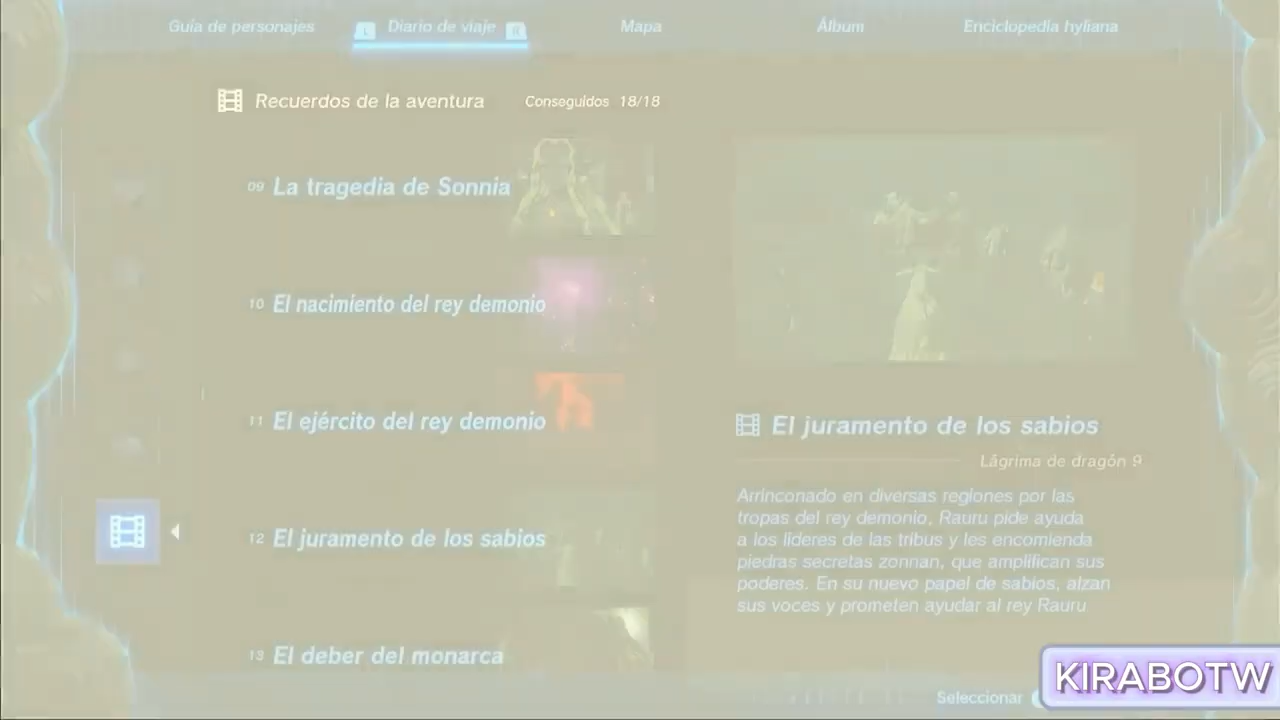 Guía de personajes
L Diario de viaje R
Mapa
Álbum
Enciclopedia hyliana
Recuerdos de la aventura
Conseguidos 18/18
09 La tragedia de Sonnia
10 El nacimiento del rey demonio
11 El ejército del rey demonio
12 El juramento de los sabios
13 El deber del monarca
El juramento de los sabios
Lágrima de dragón 9
Arrinconado en diversas regiones por las
tropas del rey demonio, Rauru pide ayuda
a los líderes de las tribus y les encomienda
piedras secretas zonnan, que amplifican sus
poderes. En su nuevo papel de sabios, alzan
sus voces y prometen ayudar al rey Rauru
Seleccionar
KIRABOTW